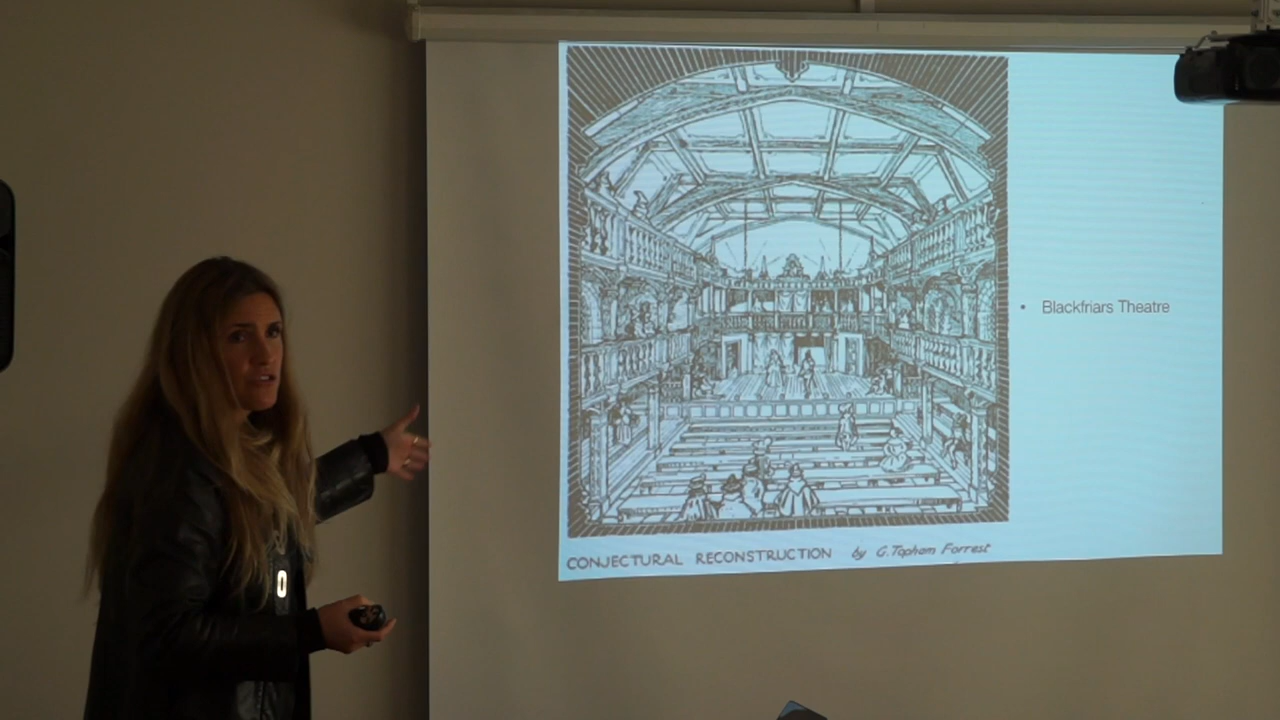 • Blackfriars Theatre
CONJECTURAL RECONSTRUCTION by G. Topham Forrest